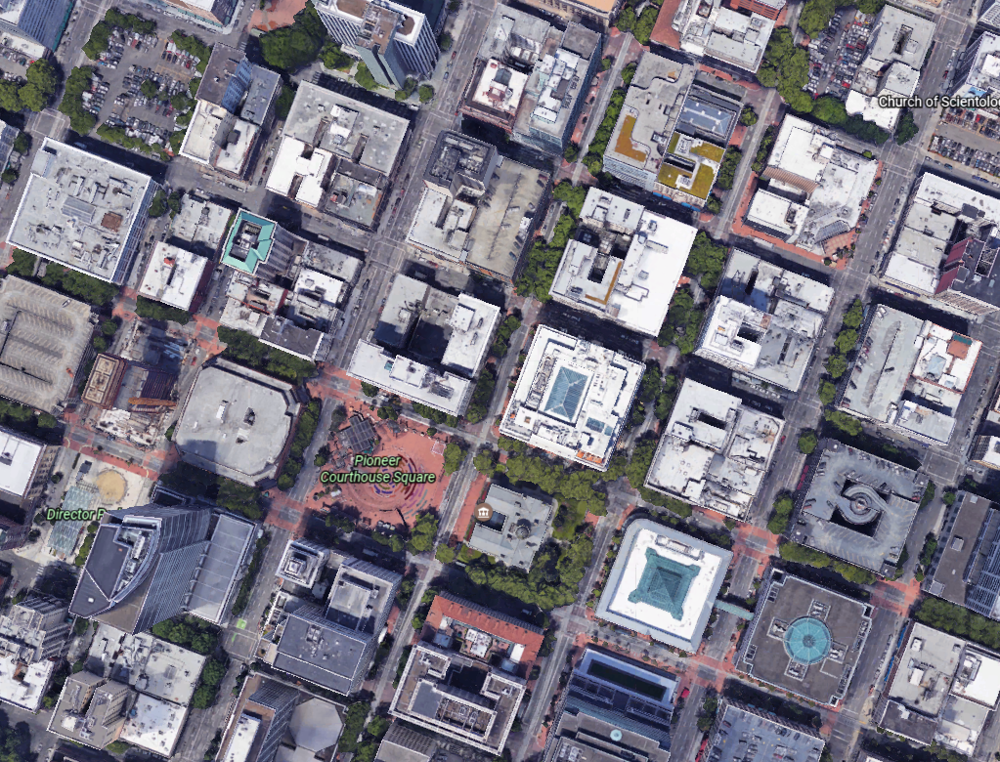 Church of Scientolo
Pioneer
Courthouse Square
Director P